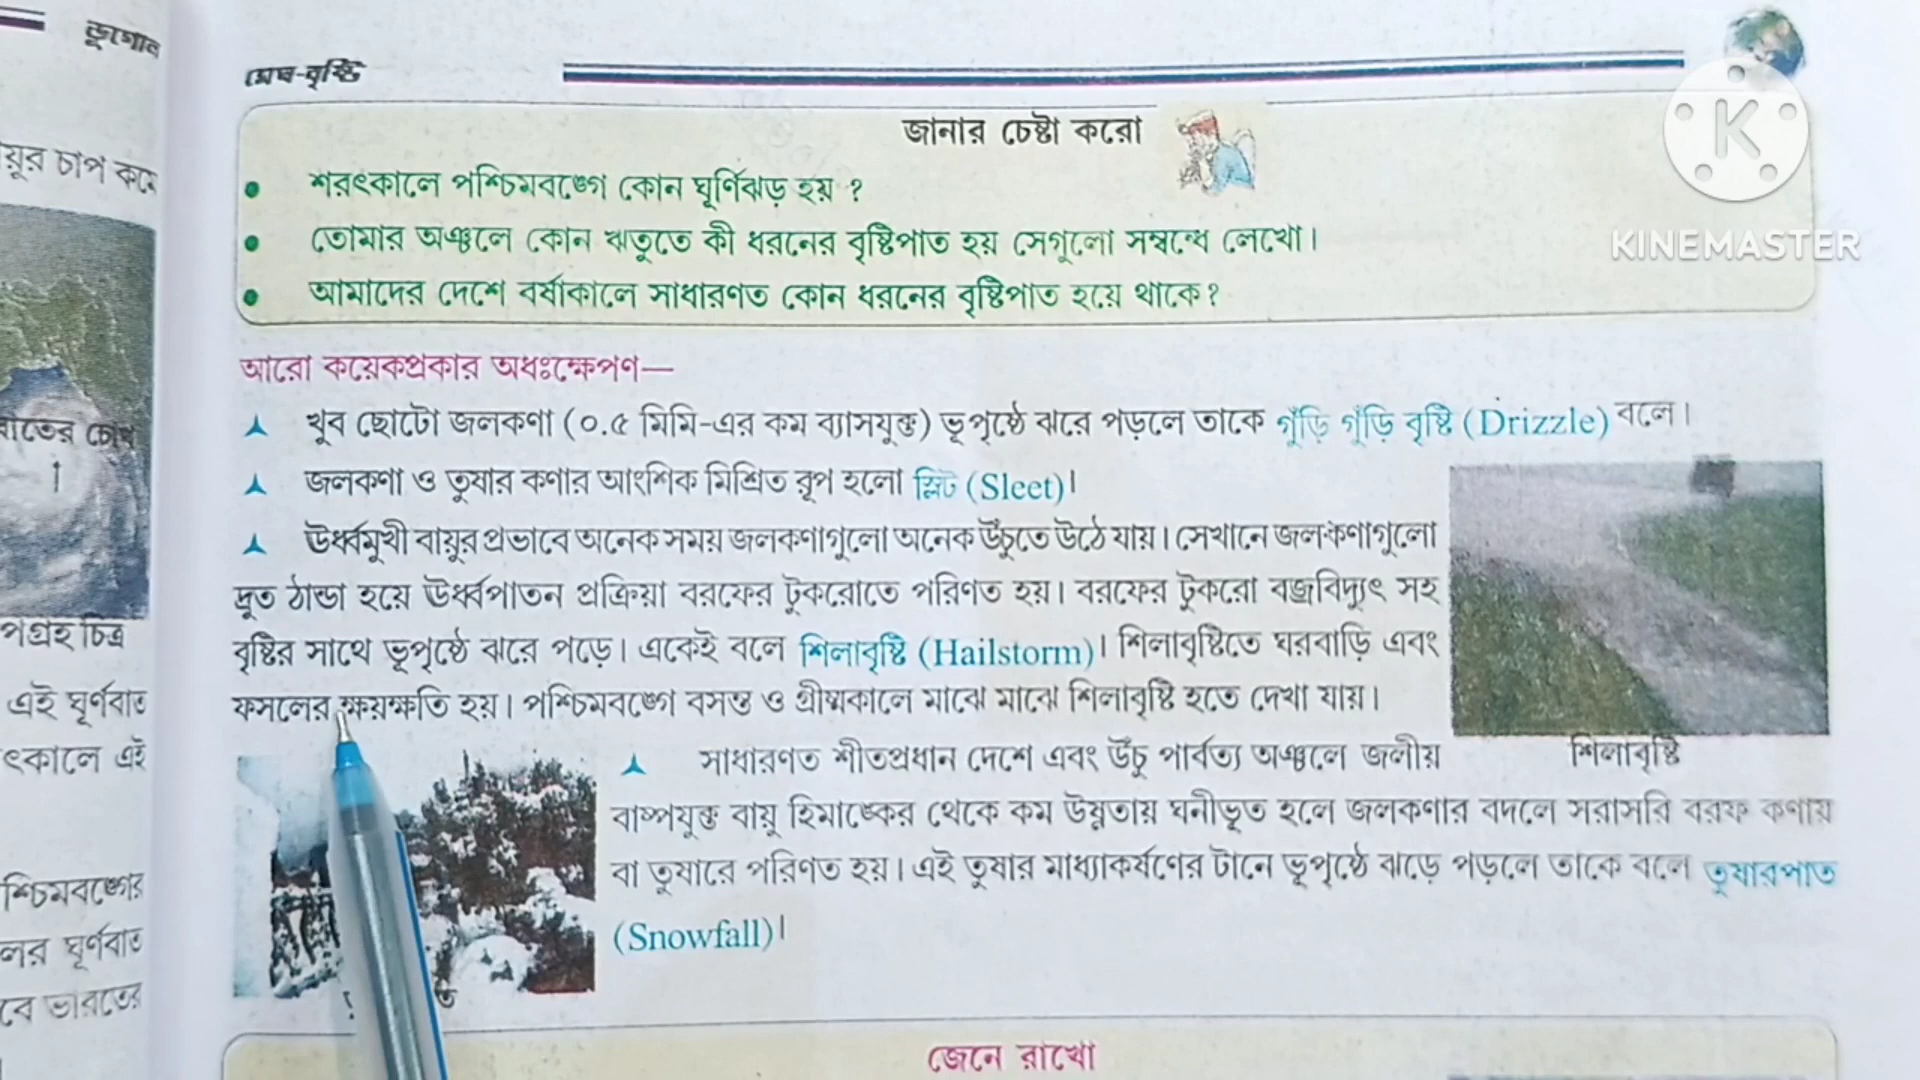 ভূগোল
য়ুর চাপ কমে
বাতের চোখ
পগ্রহ চিত্র
এই ঘূর্ণবাত
ৎকালে এই
শ্চিমবঙ্গের
লর ঘূর্ণবাত
বে ভারতের
মেঘ-বৃষ্টি
জানার চেষ্টা করো
• শরৎকালে পশ্চিমবঙ্গে কোন ঘূর্ণিঝড় হয় ?
• তোমার অঞ্চলে কোন ঋতুতে কী ধরনের বৃষ্টিপাত হয় সেগুলো সম্বন্ধে লেখো।
• আমাদের দেশে বর্ষাকালে সাধারণত কোন ধরনের বৃষ্টিপাত হয়ে থাকে?
আরো কয়েকপ্রকার অধঃক্ষেপণ—
খুব ছোটো জলকণা (০.৫ মিমি-এর কম ব্যাসযুক্ত) ভূপৃষ্ঠে ঝরে পড়লে তাকে গুঁড়ি গুঁড়ি বৃষ্টি (Drizzle) বলে।
জলকণা ও তুষার কণার আংশিক মিশ্রিত রূপ হলো স্লিট (Sleet)।
ঊর্ধ্বমুখী বায়ুর প্রভাবে অনেক সময় জলকণাগুলো অনেক উঁচুতে উঠে যায়। সেখানে জলকণাগুলো
দ্রুত ঠান্ডা হয়ে ঊর্ধ্বপাতন প্রক্রিয়া বরফের টুকরোতে পরিণত হয়। বরফের টুকরো বজ্রবিদ্যুৎ সহ
বৃষ্টির সাথে ভূপৃষ্ঠে ঝরে পড়ে। একেই বলে শিলাবৃষ্টি (Hailstorm)। শিলাবৃষ্টিতে ঘরবাড়ি এবং
ফসলের ক্ষয়ক্ষতি হয়। পশ্চিমবঙ্গে বসন্ত ও গ্রীষ্মকালে মাঝে মাঝে শিলাবৃষ্টি হতে দেখা যায়।
শিলাবৃষ্টি
সাধারণত শীতপ্রধান দেশে এবং উঁচু পার্বত্য অঞ্চলে জলীয়
বাষ্পযুক্ত বায়ু হিমাঙ্কের থেকে কম উষ্ণতায় ঘনীভূত হলে জলকণার বদলে সরাসরি বরফ কণায়
বা তুষারে পরিণত হয়। এই তুষার মাধ্যাকর্ষণের টানে ভূপৃষ্ঠে ঝড়ে পড়লে তাকে বলে তুষারপাত
(Snowfall)।
জেনে রাখো
K
KINEMASTER